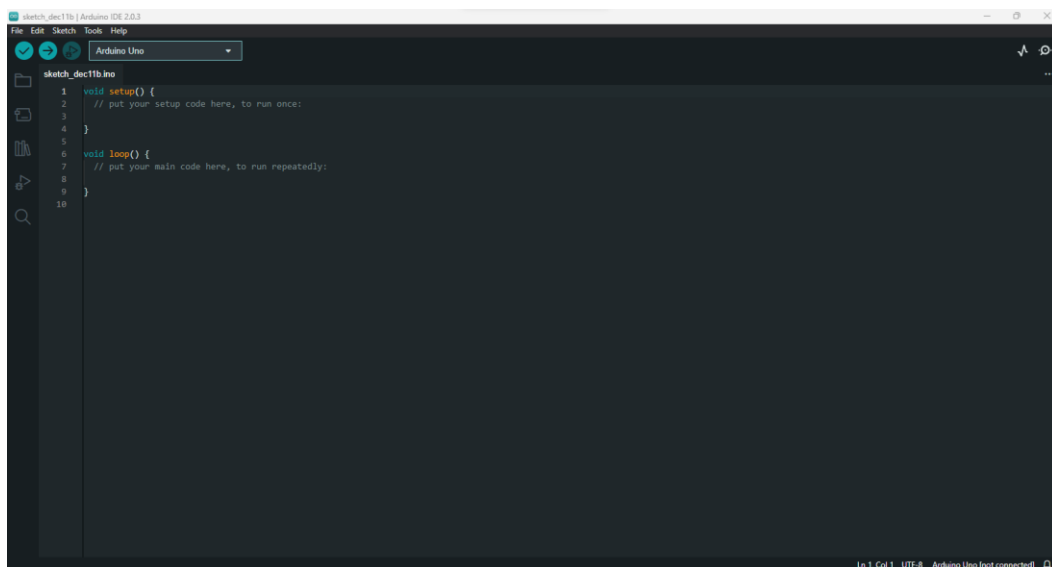 sketch_dec11b | Arduino IDE 2.0.3
File Edit Sketch Tools Help
Arduino Uno
sketch_dec11b.ino
1 void setup() {
2 // put your setup code here, to run once:
3
4 }
5
6 void loop() {
7 // put your main code here, to run repeatedly:
8
9 }
10
Ln 1, Col 1 UTF-8 Arduino Uno [not connected]